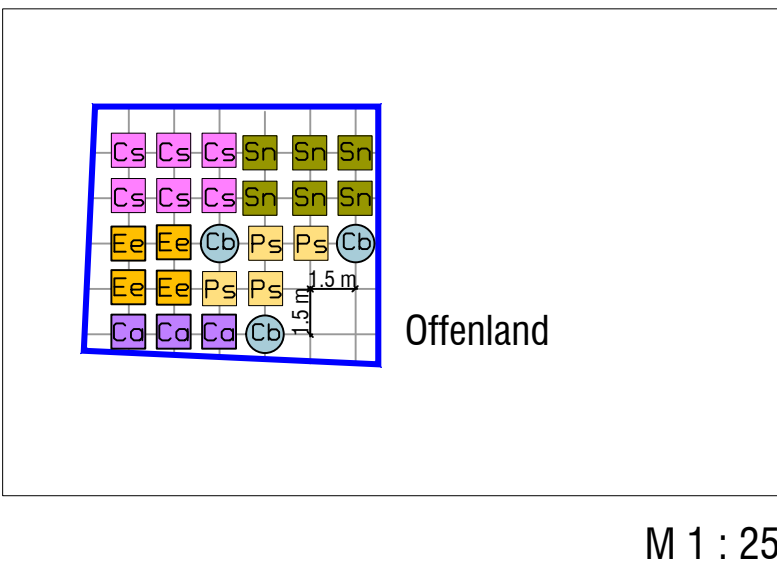 Cs Cs Cs Sn Sn Sn
Cs Cs Cs Sn Sn Sn
Ee Ee Cb Ps Ps Cb
Ee Ee Ps Ps 1.5 m
Ca Ca Ca Cb 1.5 m
Offenland
M 1 : 25